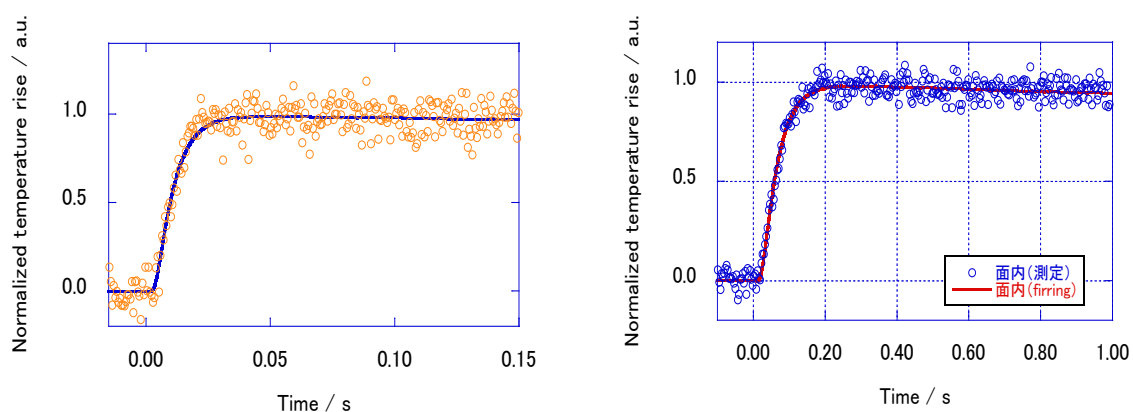 Normalized temperature rise / a.u.
1.0
0.5
0.0
0.00 0.05 0.10 0.15
Time / s
Normalized temperature rise / a.u.
1.0
0.5
0.0
面内(測定)
面内(firring)
0.00 0.20 0.40 0.60 0.80 1.00
Time / s